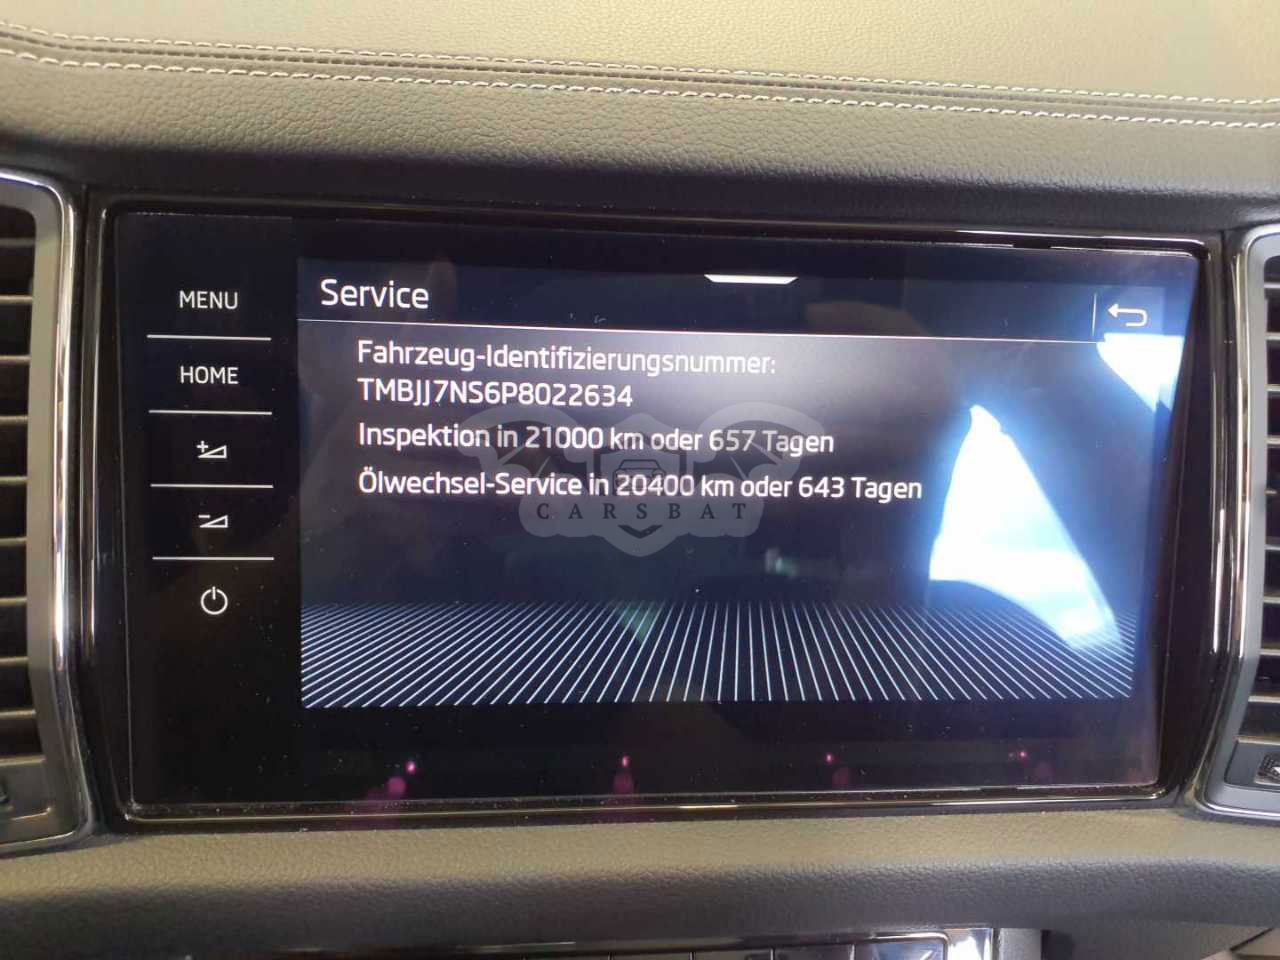 MENU
HOME
Service
Fahrzeug-Identifizierungsnummer:
TMBJJ7NS6P8022634
Inspektion in 21000 km oder 657 Tagen
Ölwechsel-Service in 20400 km oder 643 Tagen
CARSBAT